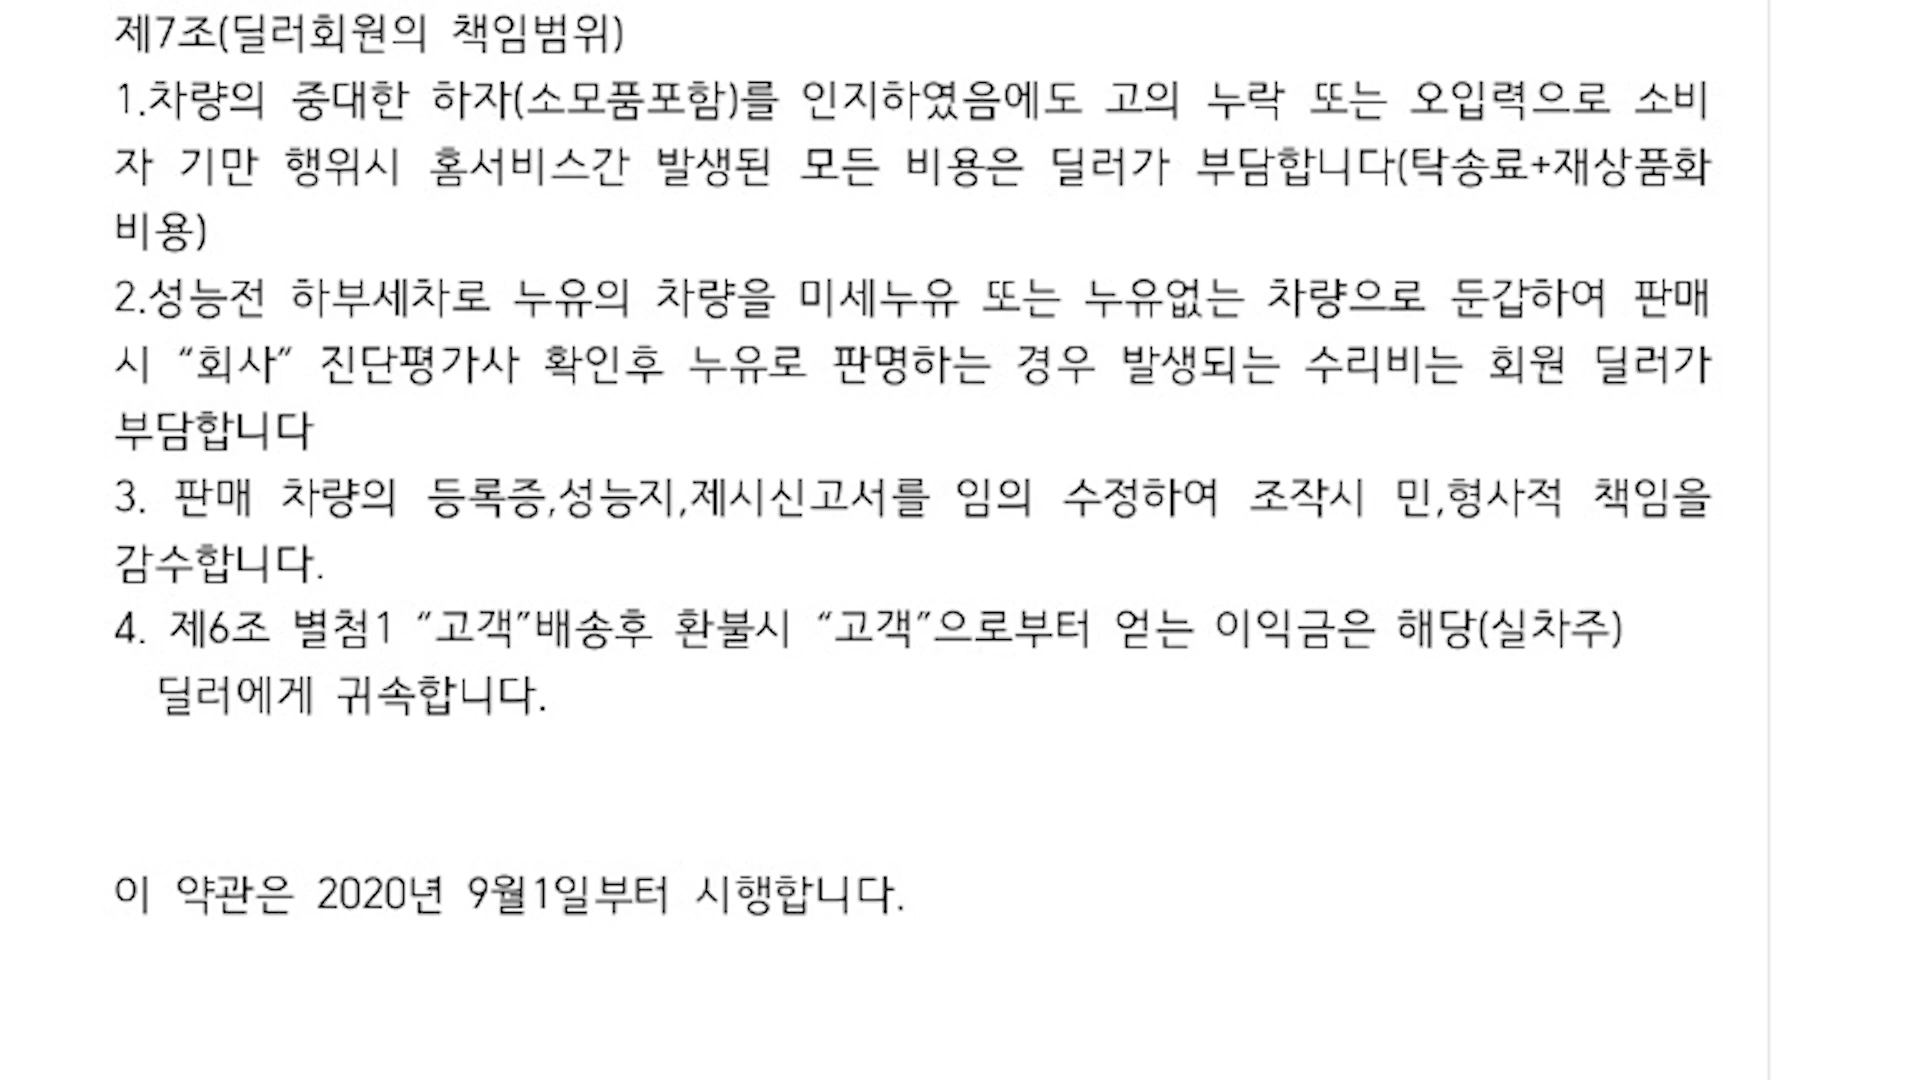 제7조(딜러회원의 책임범위)
1.차량의 중대한 하자(소모품포함)를 인지하였음에도 고의 누락 또는 오입력으로 소비
자 기만 행위시 홈서비스간 발생된 모든 비용은 딜러가 부담합니다(탁송료+재상품화
비용)
2.성능전 하부세차로 누유의 차량을 미세누유 또는 누유없는 차량으로 둔갑하여 판매
시 “회사” 진단평가사 확인후 누유로 판명하는 경우 발생되는 수리비는 회원 딜러가
부담합니다
3. 판매 차량의 등록증,성능지,제시신고서를 임의 수정하여 조작시 민,형사적 책임을
감수합니다.
4. 제6조 별첨1 “고객”배송후 환불시 “고객”으로부터 얻는 이익금은 해당(실차주)
딜러에게 귀속합니다.
이 약관은 2020년 9월1일부터 시행합니다.